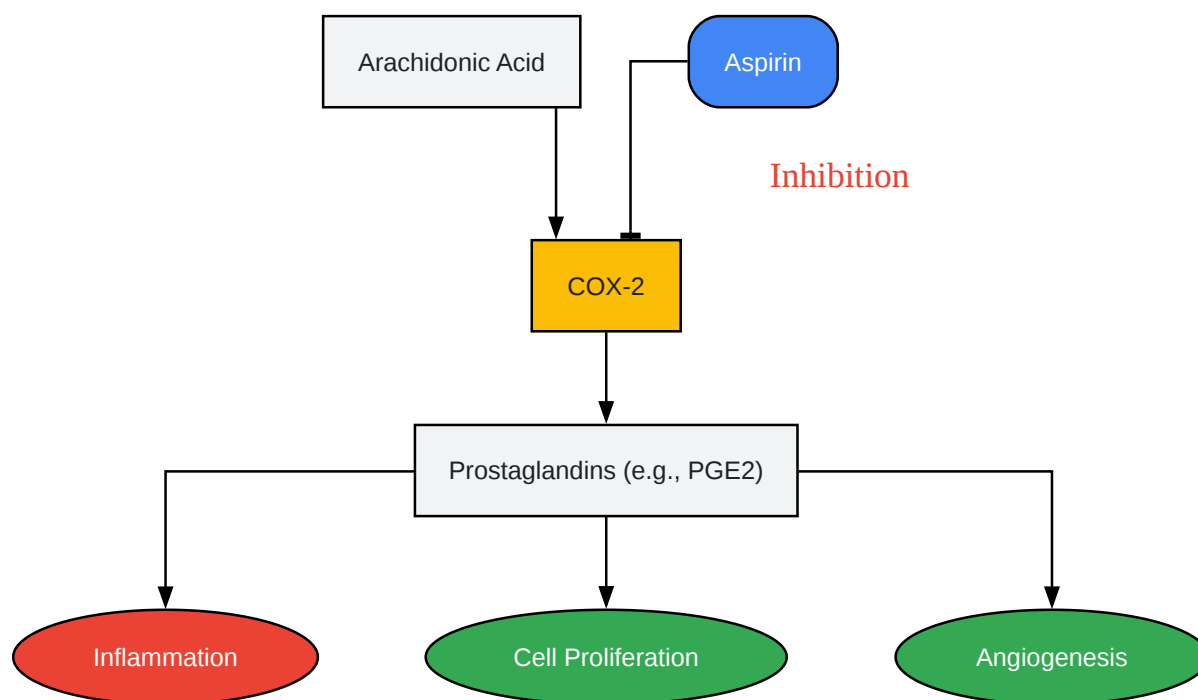 Arachidonic Acid
Aspirin
Inhibition
COX-2
Prostaglandins (e.g., PGE2)
Inflammation
Cell Proliferation
Angiogenesis